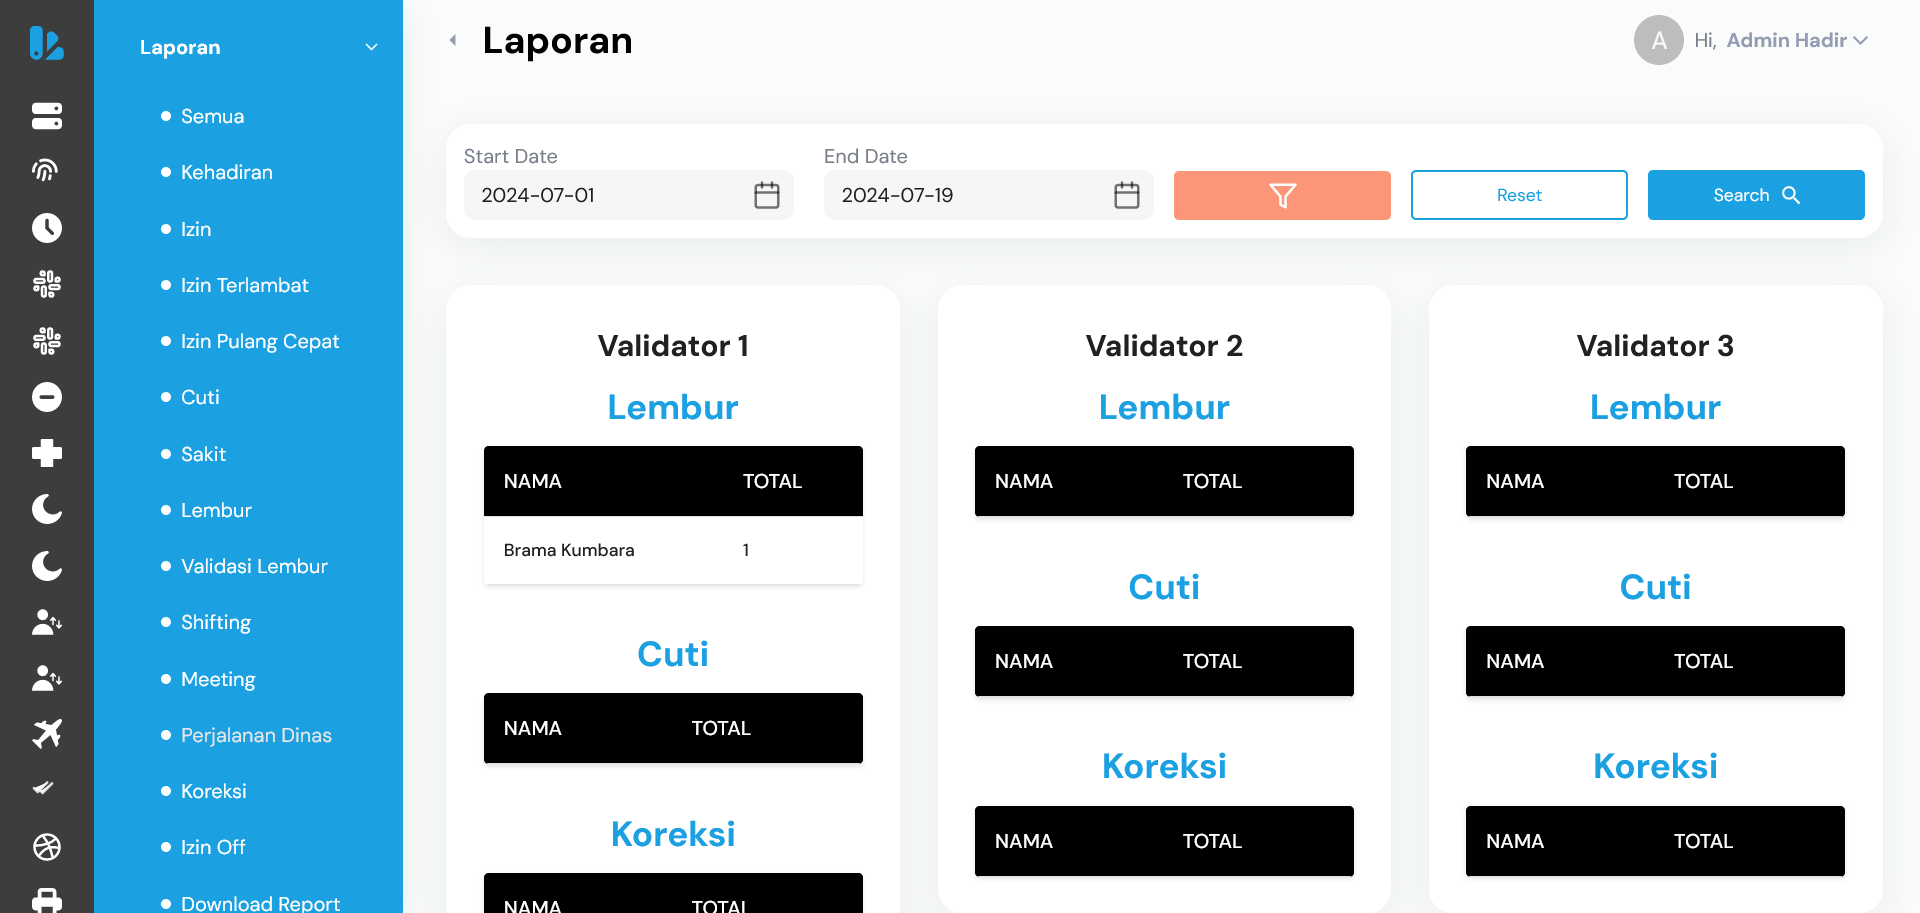 Laporan
Semua
Kehadiran
Izin
Izin Terlambat
Izin Pulang Cepat
Cuti
Sakit
Lembur
Validasi Lembur
Shifting
Meeting
Perjalanan Dinas
Koreksi
Izin Off
Download Report
Laporan
A Hi, Admin Hadir
Start Date
2024-07-01
End Date
2024-07-19
Reset
Search
Validator 1
Lembur
NAMA TOTAL
Brama Kumbara 1
Cuti
NAMA TOTAL
Koreksi
NAMA TOTAL
Validator 2
Lembur
NAMA TOTAL
Cuti
NAMA TOTAL
Koreksi
NAMA TOTAL
Validator 3
Lembur
NAMA TOTAL
Cuti
NAMA TOTAL
Koreksi
NAMA TOTAL